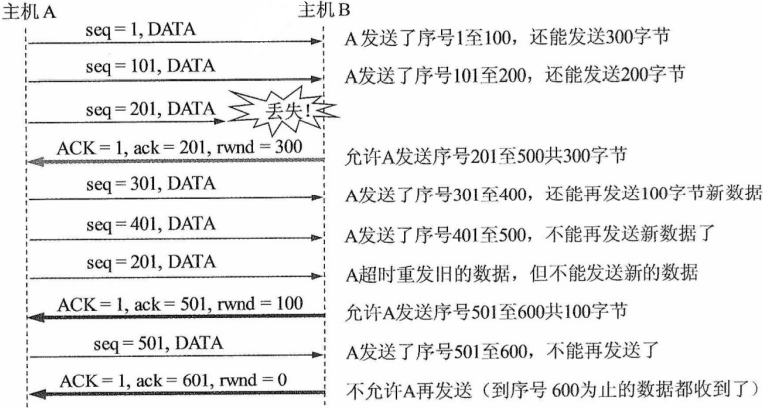 主机A 主机B
seq = 1, DATA A发送了序号1至100，还能发送300字节
seq = 101, DATA A发送了序号101至200，还能发送200字节
seq = 201, DATA 丢失!
ACK = 1, ack = 201, rwnd = 300 允许A发送序号201至500共300字节
seq = 301, DATA A发送了序号301至400，还能再发送100字节新数据
seq = 401, DATA A发送了序号401至500，不能再发送新数据了
seq = 201, DATA A超时重发旧的数据，但不能发送新的数据
ACK = 1, ack = 501, rwnd = 100 允许A发送序号501至600共100字节
seq = 501, DATA A发送了序号501至600，不能再发送了
ACK = 1, ack = 601, rwnd = 0 不允许A再发送（到序号600为止的数据都收到了）